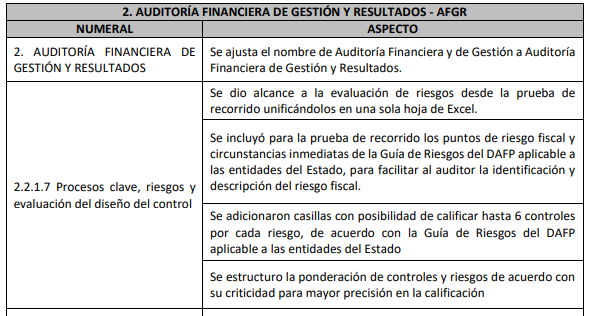 2. AUDITORÍA FINANCIERA DE GESTIÓN Y RESULTADOS - AFGR
NUMERAL
ASPECTO
2. AUDITORÍA FINANCIERA DE
GESTIÓN Y RESULTADOS
Se ajusta el nombre de Auditoría Financiera y de Gestión a Auditoría
Financiera de Gestión y Resultados.
2.2.1.7 Procesos clave, riesgos y
evaluación del diseño del control
Se dio alcance a la evaluación de riesgos desde la prueba de
recorrido unificándolos en una sola hoja de Excel.
Se incluyó para la prueba de recorrido los puntos de riesgo fiscal y
circunstancias inmediatas de la Guía de Riesgos del DAFP aplicable a
las entidades del Estado, para facilitar al auditor la identificación y
descripción del riesgo fiscal.
Se adicionaron casillas con posibilidad de calificar hasta 6 controles
por cada riesgo, de acuerdo con la Guía de Riesgos del DAFP
aplicable a las entidades del Estado
Se estructuro la ponderación de controles y riesgos de acuerdo con
su criticidad para mayor precisión en la calificación